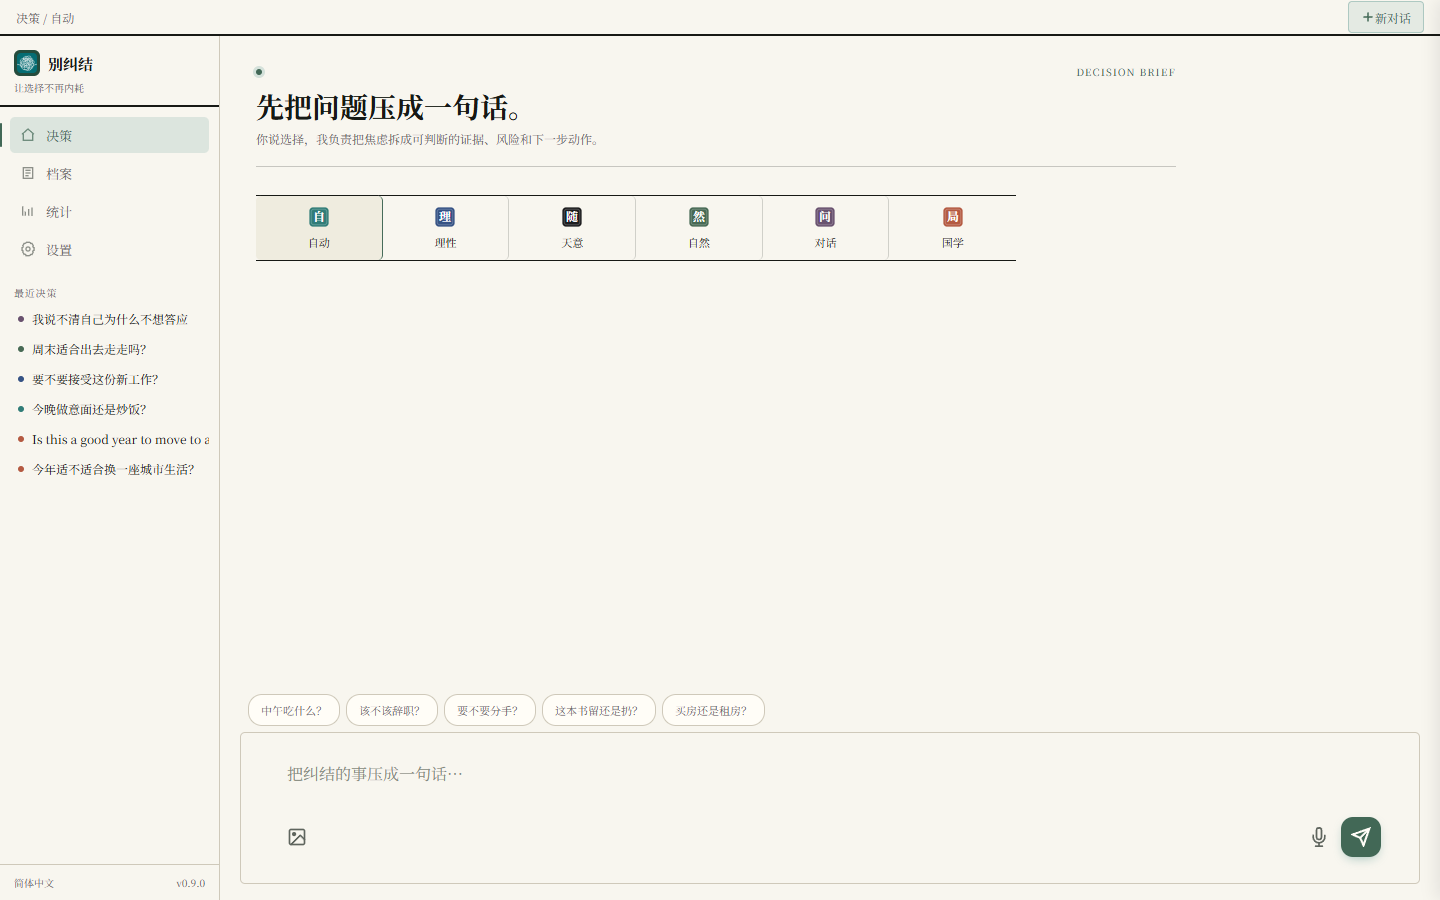 决策 / 自动
新对话
别纠结
让选择不再内耗
决策
档案
统计
设置
最近决策
我说不清自己为什么不想答应
周末适合出去走走吗？
要不要接受这份新工作？
今晚做意面还是炒饭？
Is this a good year to move to a
今年适不适合换一座城市生活？
简体中文
v0.9.0
DECISION BRIEF
先把问题压成一句话。
你说选择，我负责把焦虑拆成可判断的证据、风险和下一步动作。
自 理 随 然 问 局
自动 理性 天意 自然 对话 国学
中午吃什么？ 该不该辞职？ 要不要分手？ 这本书留还是扔？ 买房还是租房？
把纠结的事压成一句话…